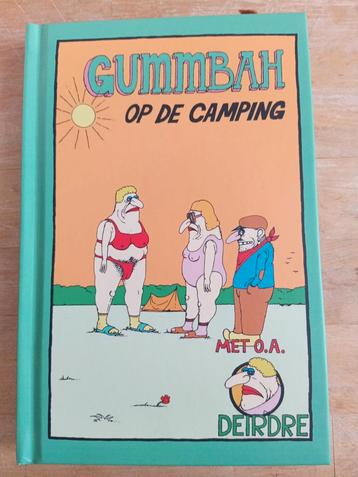 GUMMBAH
OP DE CAMPING
MET O.A.
DEIRDRE